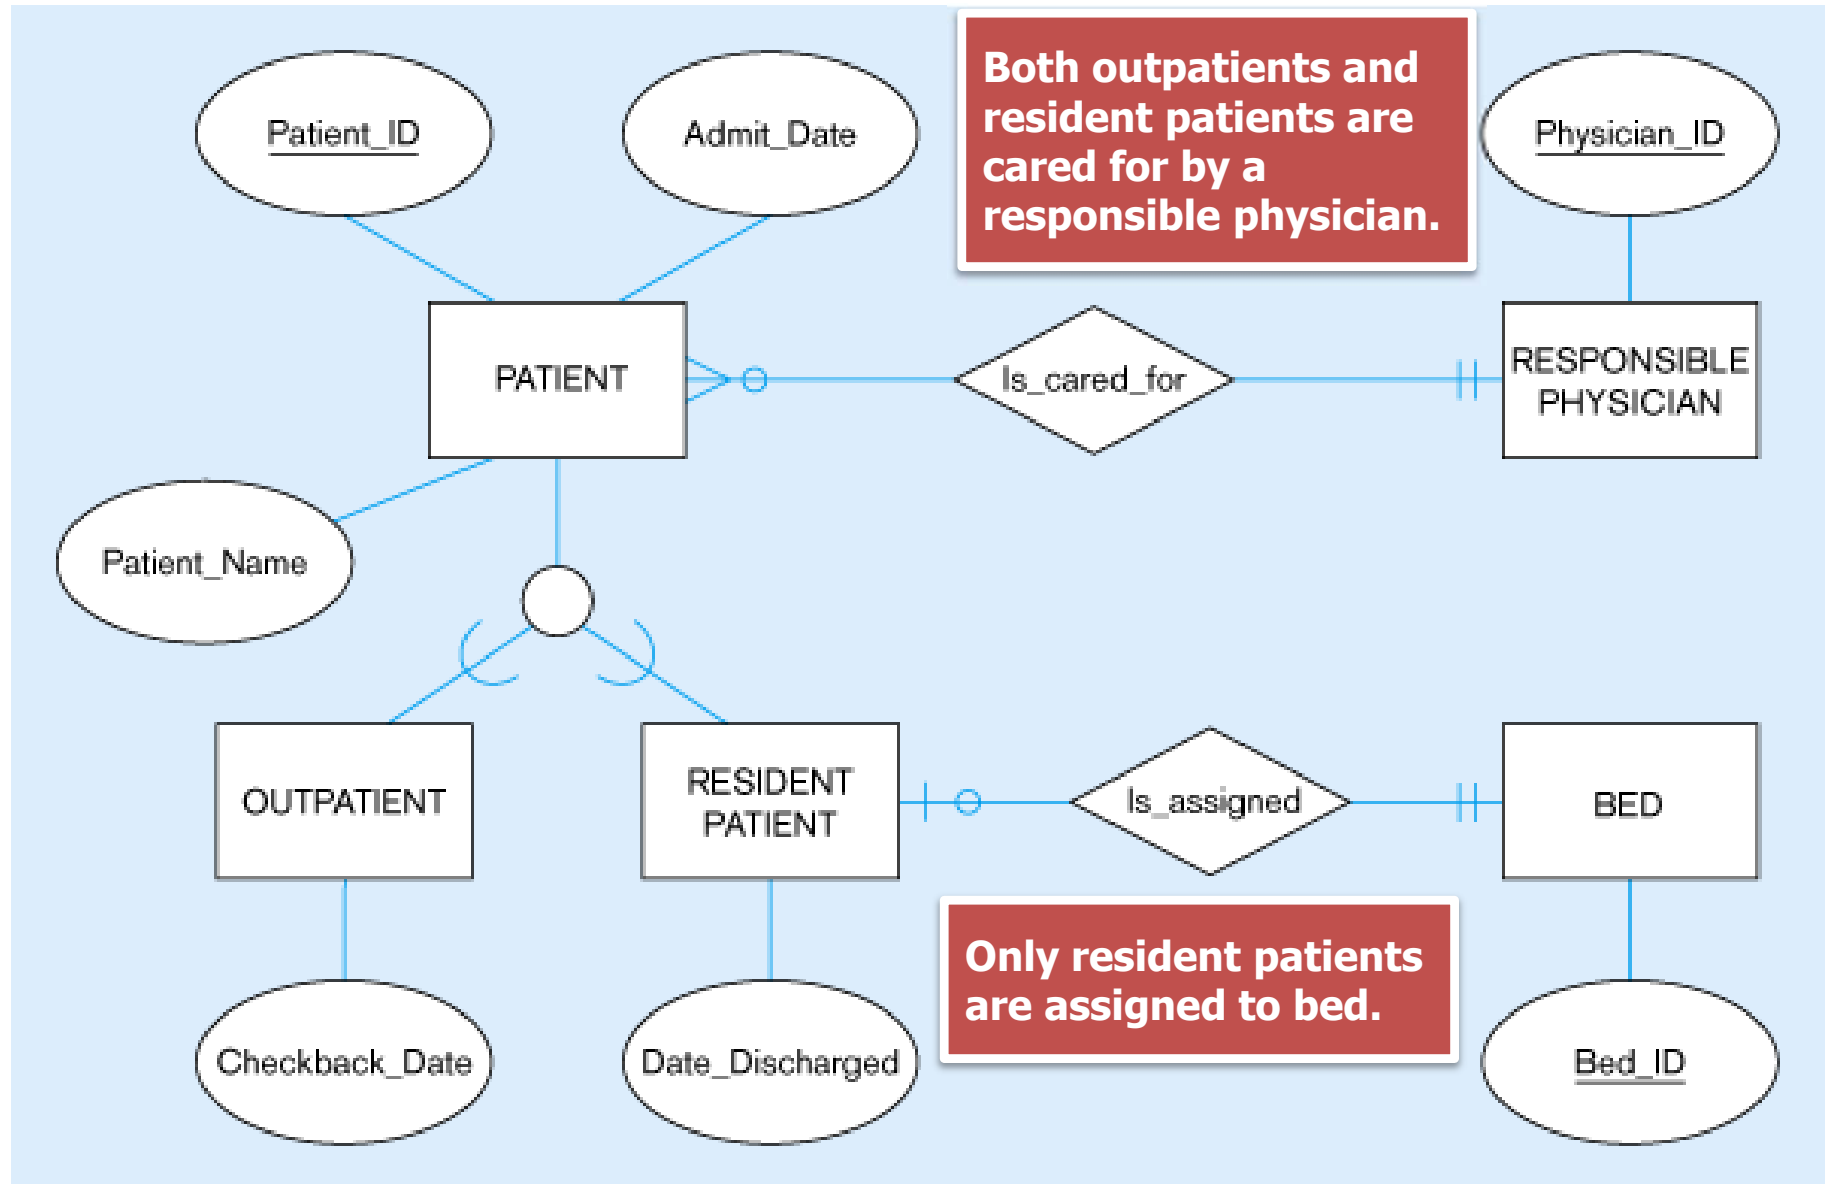 Patient_ID
Admit_Date
Both outpatients and
resident patients are
cared for by a
responsible physician.
Physician_ID
PATIENT
Is_cared_for
RESPONSIBLE
PHYSICIAN
Patient_Name
OUTPATIENT
RESIDENT
PATIENT
Is_assigned
BED
Only resident patients
are assigned to bed.
Checkback_Date
Date_Discharged
Bed_ID